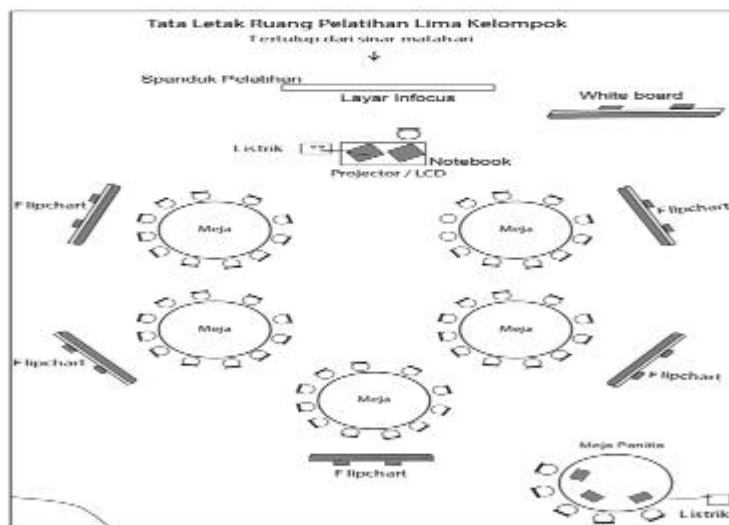 Tata Letak Ruang Pelatihan Lima Kelompok
Tertutup dari sinar matahari
Spanduk Pelatihan
Layar Infocus
White board
Listrik
Notebook
Projector / LCD
Flipchart
Meja
Meja
Flipchart
Meja
Meja
Flipchart
Flipchart
Meja
Flipchart
Meja Panitia
Listrik